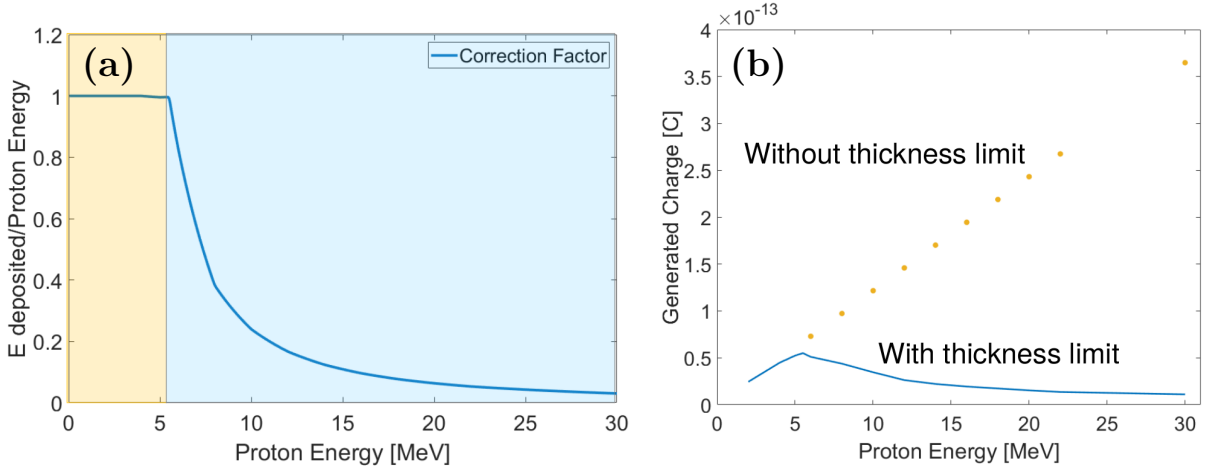 (a)
Correction Factor
E deposited/Proton Energy
1.2
1
0.8
0.6
0.4
0.2
0
0 5 10 15 20 25 30
Proton Energy [MeV]
(b)
×10-13
Without thickness limit
With thickness limit
Generated Charge [C]
4
3.5
3
2.5
2
1.5
1
0.5
0
0 5 10 15 20 25 30
Proton Energy [MeV]